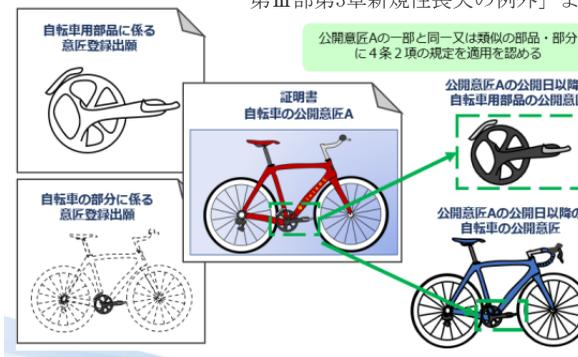 第Ⅲ部第3章新規性喪失の例外」よ
自転車用部品に係る
意匠登録出願
公開意匠Aの一部と同一又は類似の部品・部分
に４条２項の規定を適用を認める
証明書
自転車の公開意匠A
公開意匠Aの公開日以降
自転車用部品の公開意
自転車の部分に係る
意匠登録出願
公開意匠Aの公開日以降の
自転車の公開意匠